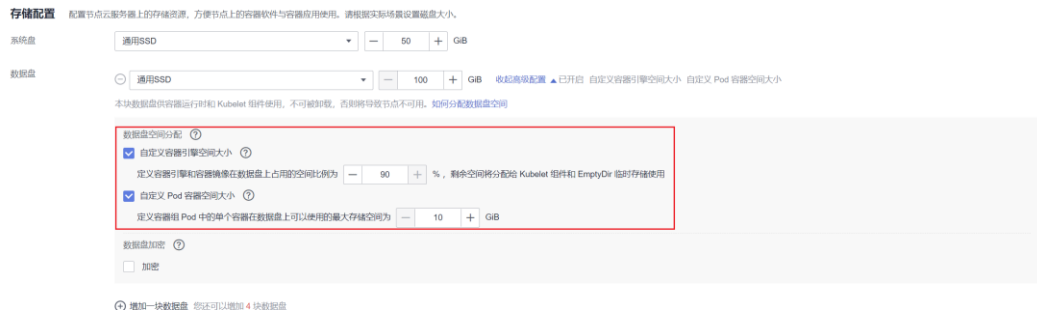 存储配置 配置节点云服务器上的存储资源，方便节点上的容器软件与容器应用使用。请根据实际场景设置磁盘大小。
系统盘 通用SSD 50 GiB
数据盘 通用SSD 100 GiB 收起高级配置 已开启 自定义容器引擎空间大小 自定义 Pod 容器空间大小
本块数据盘供容器运行时和 Kubelet 组件使用，不可被卸载，否则将导致节点不可用。如何分配数据盘空间
数据盘空间分配 ?
自定义容器引擎空间大小 ?
定义容器引擎和容器镜像在数据盘上占用的空间比例为 90 %，剩余空间将分配给 Kubelet 组件和 EmptyDir 临时存储使用
自定义 Pod 容器空间大小 ?
定义容器组 Pod 中的单个容器在数据盘上可以使用的最大存储空间为 10 GiB
数据盘加密 ?
加密
增加一块数据盘 您还可以增加 4 块数据盘